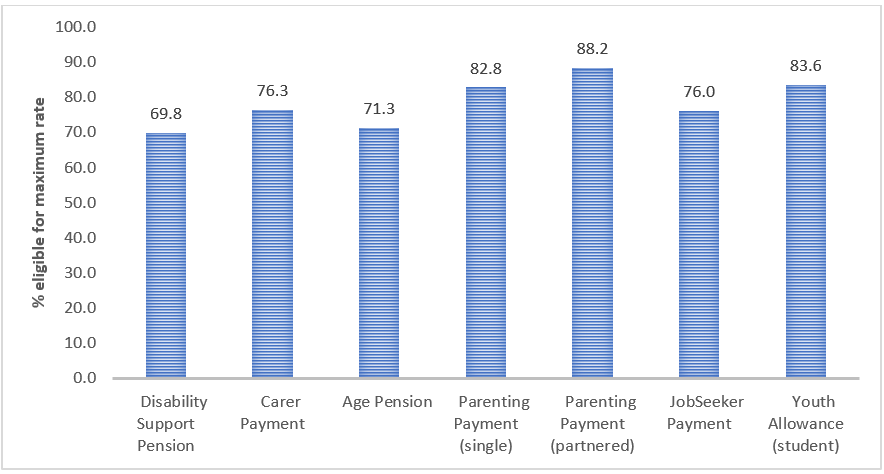 % eligible for maximum rate
100.0
90.0
80.0
70.0
60.0
50.0
40.0
30.0
20.0
10.0
0.0
69.8
76.3
71.3
82.8
88.2
76.0
83.6
Disability
Support
Pension
Carer
Payment
Age Pension
Parenting
Payment
(single)
Parenting
Payment
(partnered)
JobSeeker
Payment
Youth
Allowance
(student)